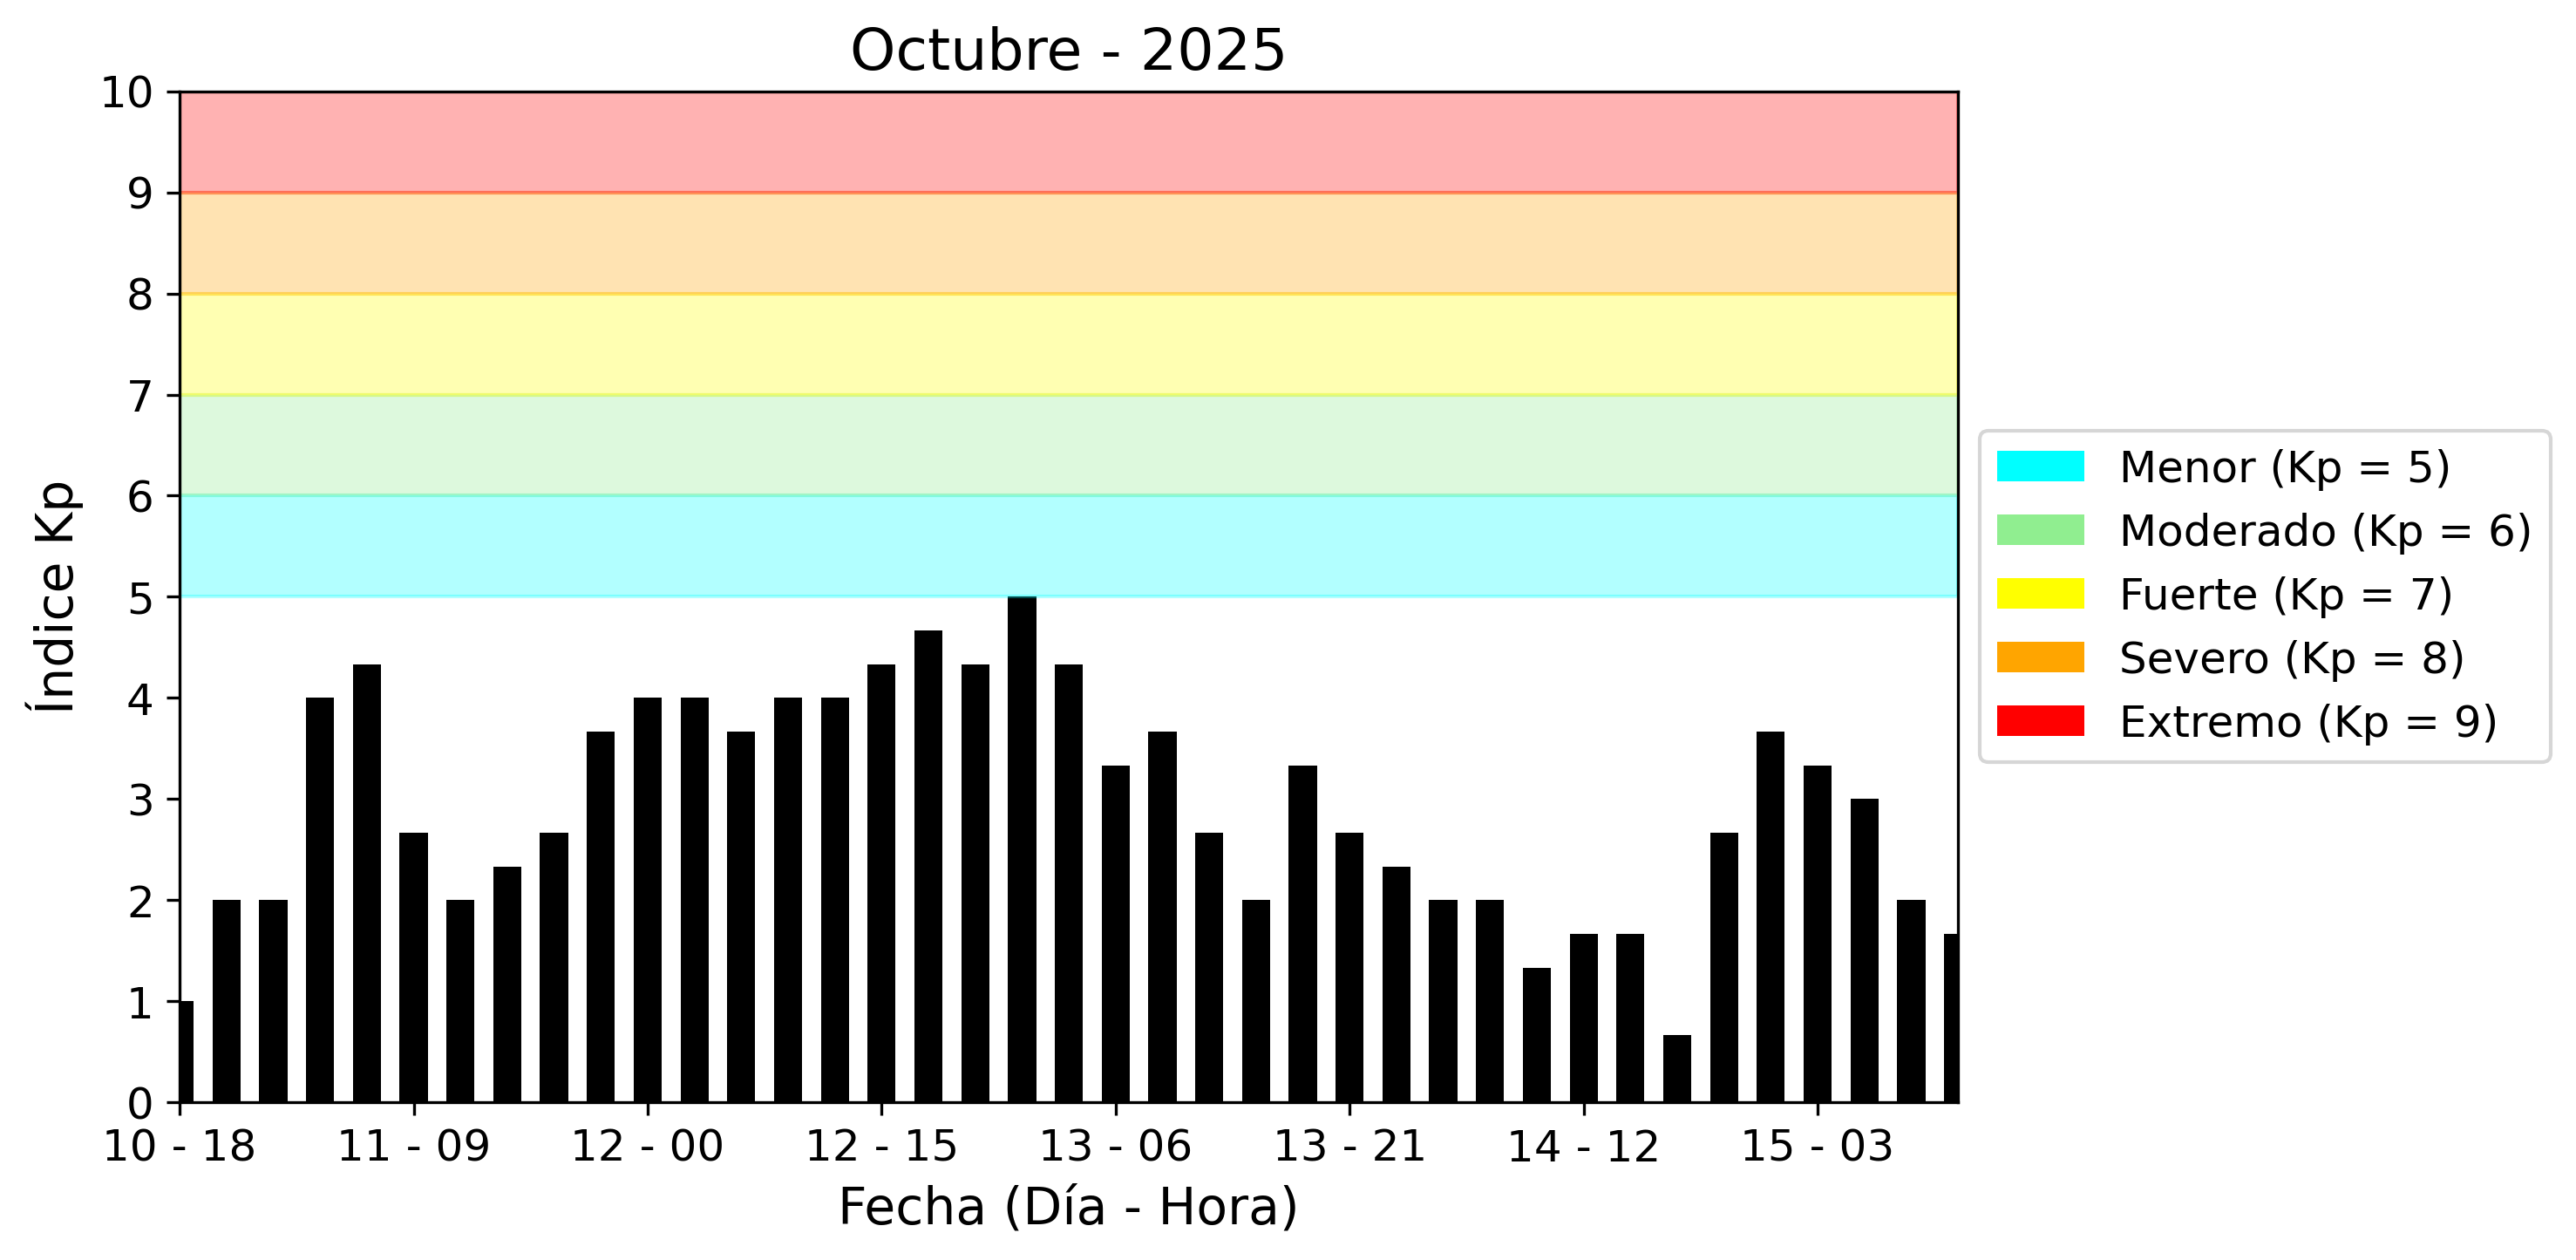 Octubre - 2025
10
9
8
7
6
5
4
3
2
1
0
Índice Kp
10 - 18
11 - 09
12 - 00
12 - 15
13 - 06
13 - 21
14 - 12
15 - 03
Fecha (Día - Hora)
Menor (Kp = 5)
Moderado (Kp = 6)
Fuerte (Kp = 7)
Severo (Kp = 8)
Extremo (Kp = 9)